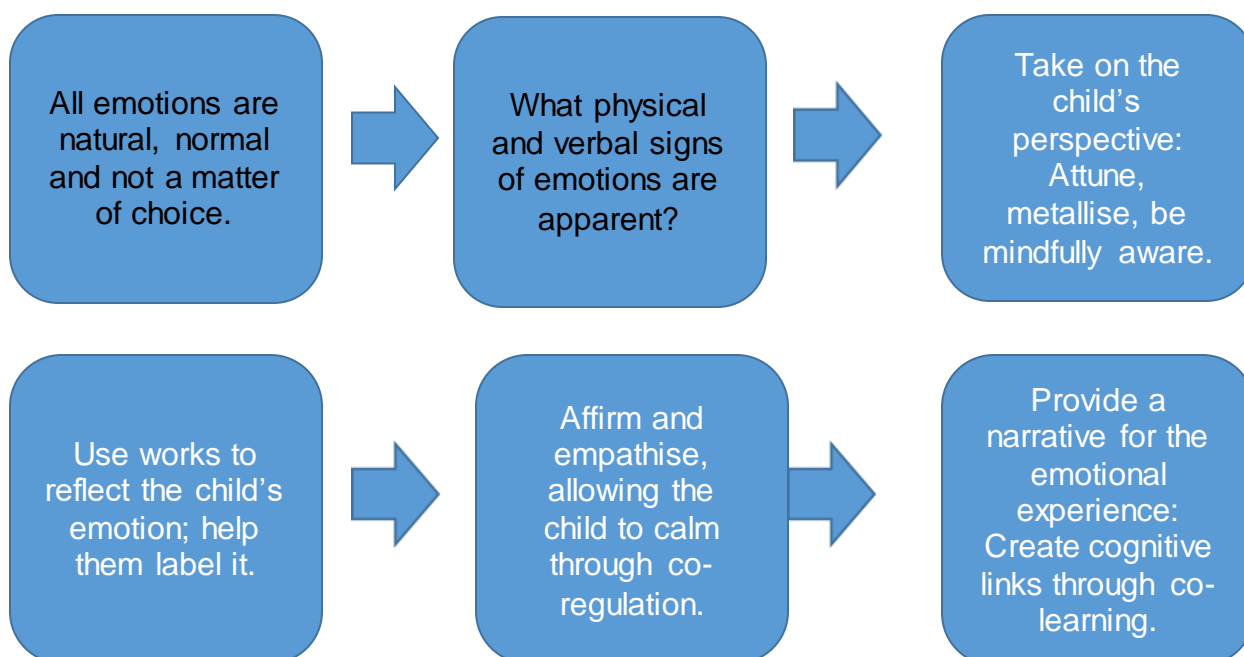 All emotions are
natural, normal
and not a matter
of choice.
What physical
and verbal signs
of emotions are
apparent?
Take on the
child’s
perspective:
Attune,
metallise, be
mindfully aware.
Use works to
reflect the child’s
emotion; help
them label it.
Affirm and
empathise,
allowing the
child to calm
through co-
regulation.
Provide a
narrative for the
emotional
experience:
Create cognitive
links through co-
learning.